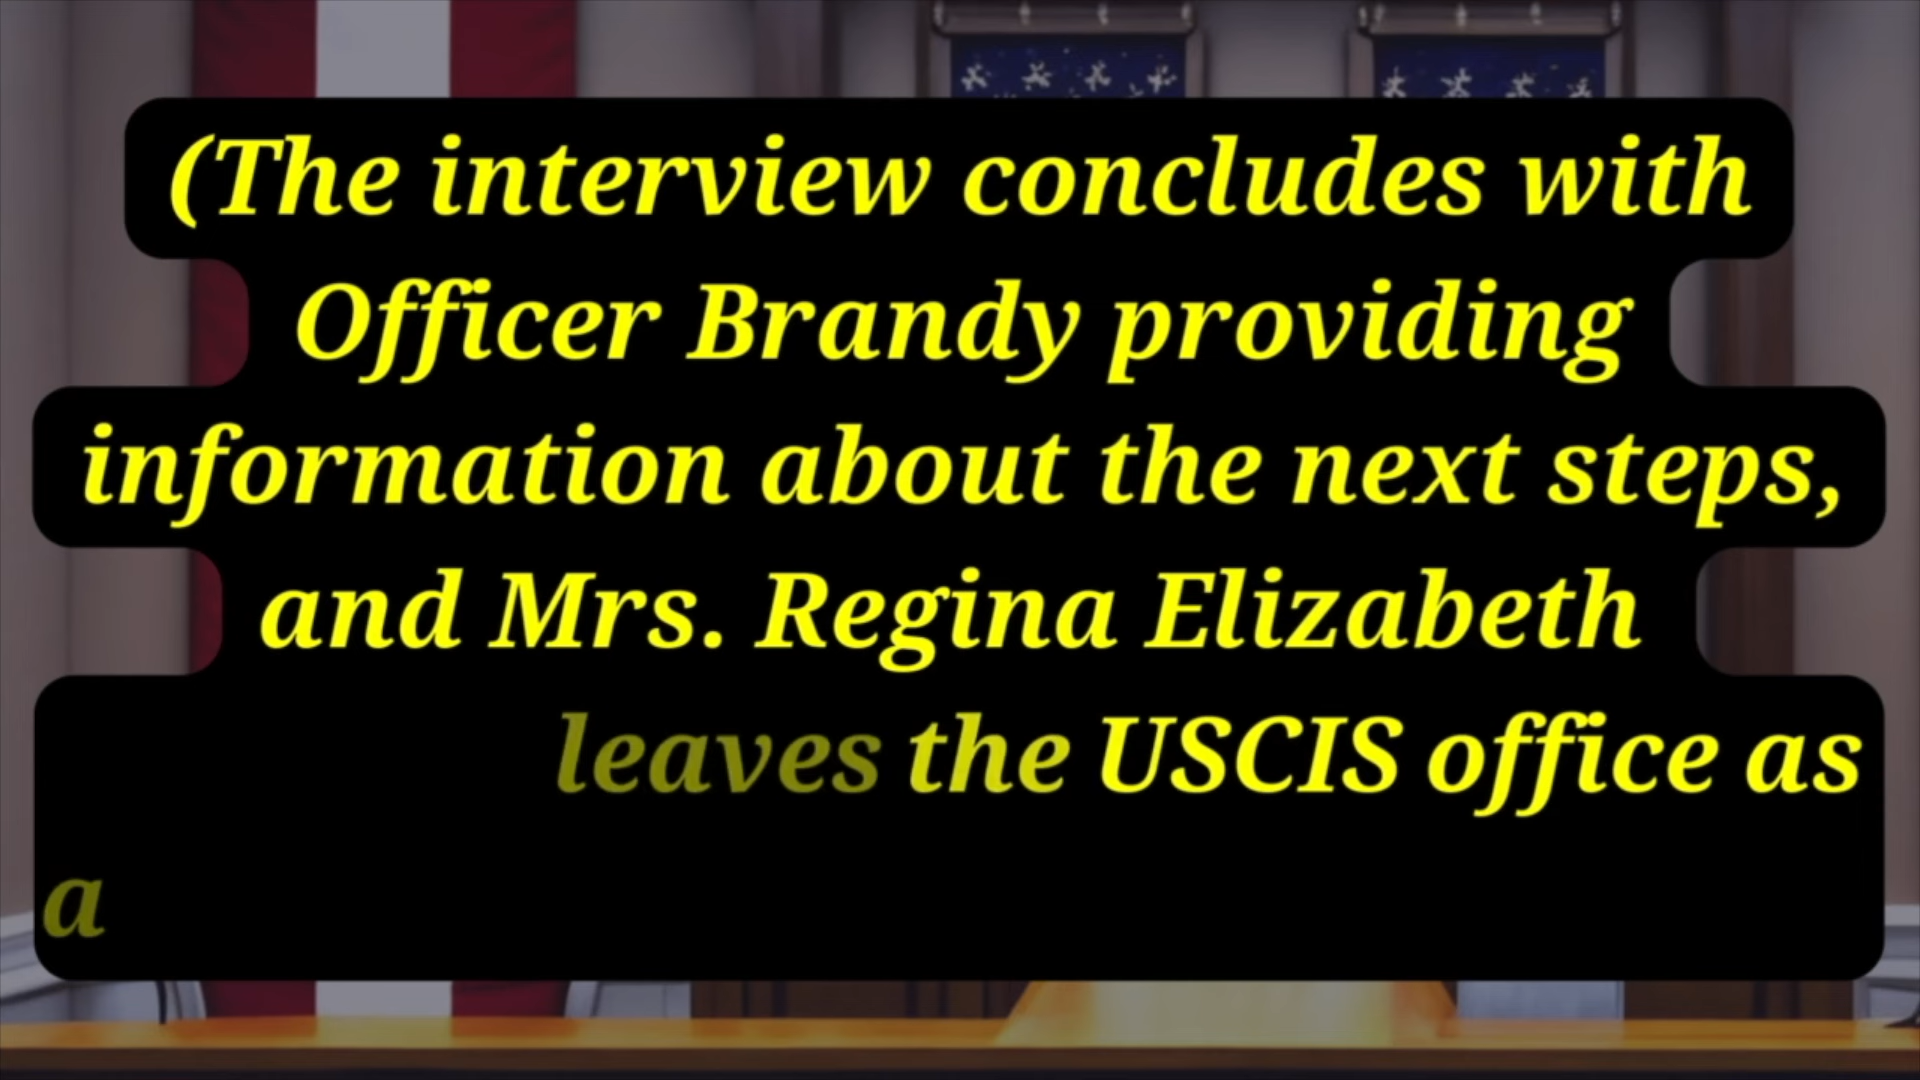 (The interview concludes with
Officer Brandy providing
information about the next steps,
and Mrs. Regina Elizabeth
leaves the USCIS office as
a